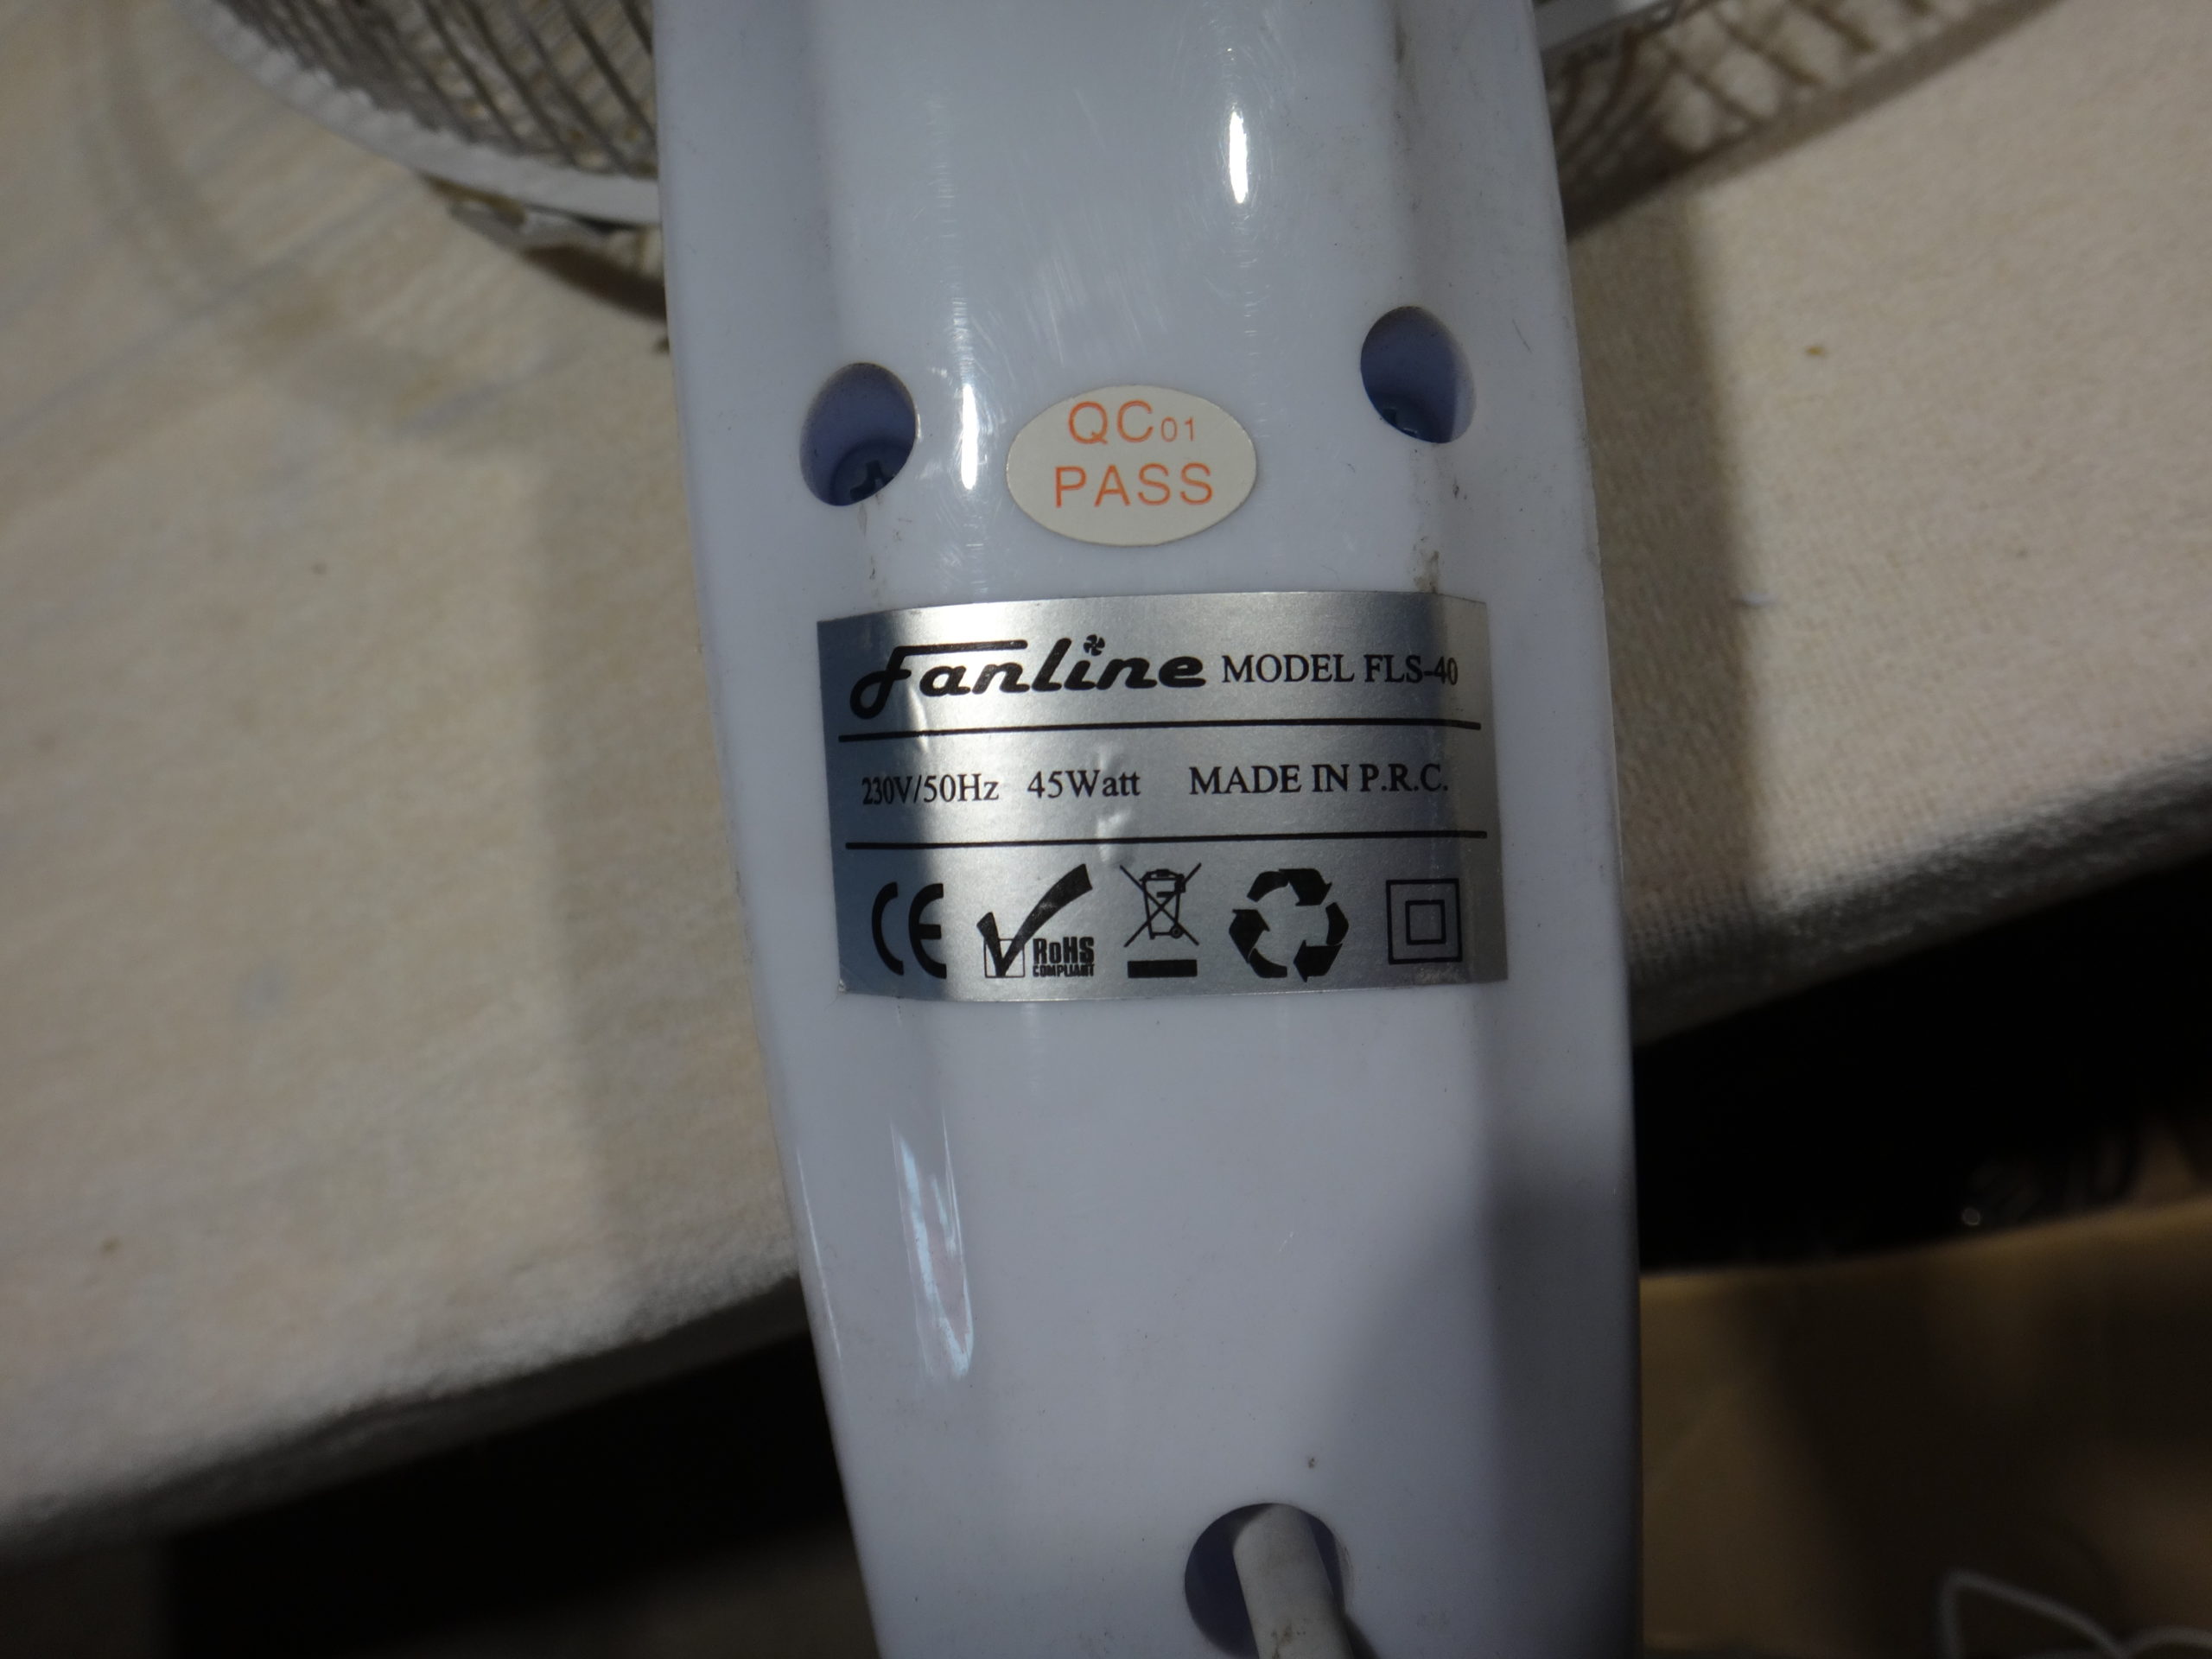 QC01
PASS
Fanline MODEL FLS-40
230V/50Hz 45Watt MADE IN P.R.C.
CE RoHS
COMPLIANT